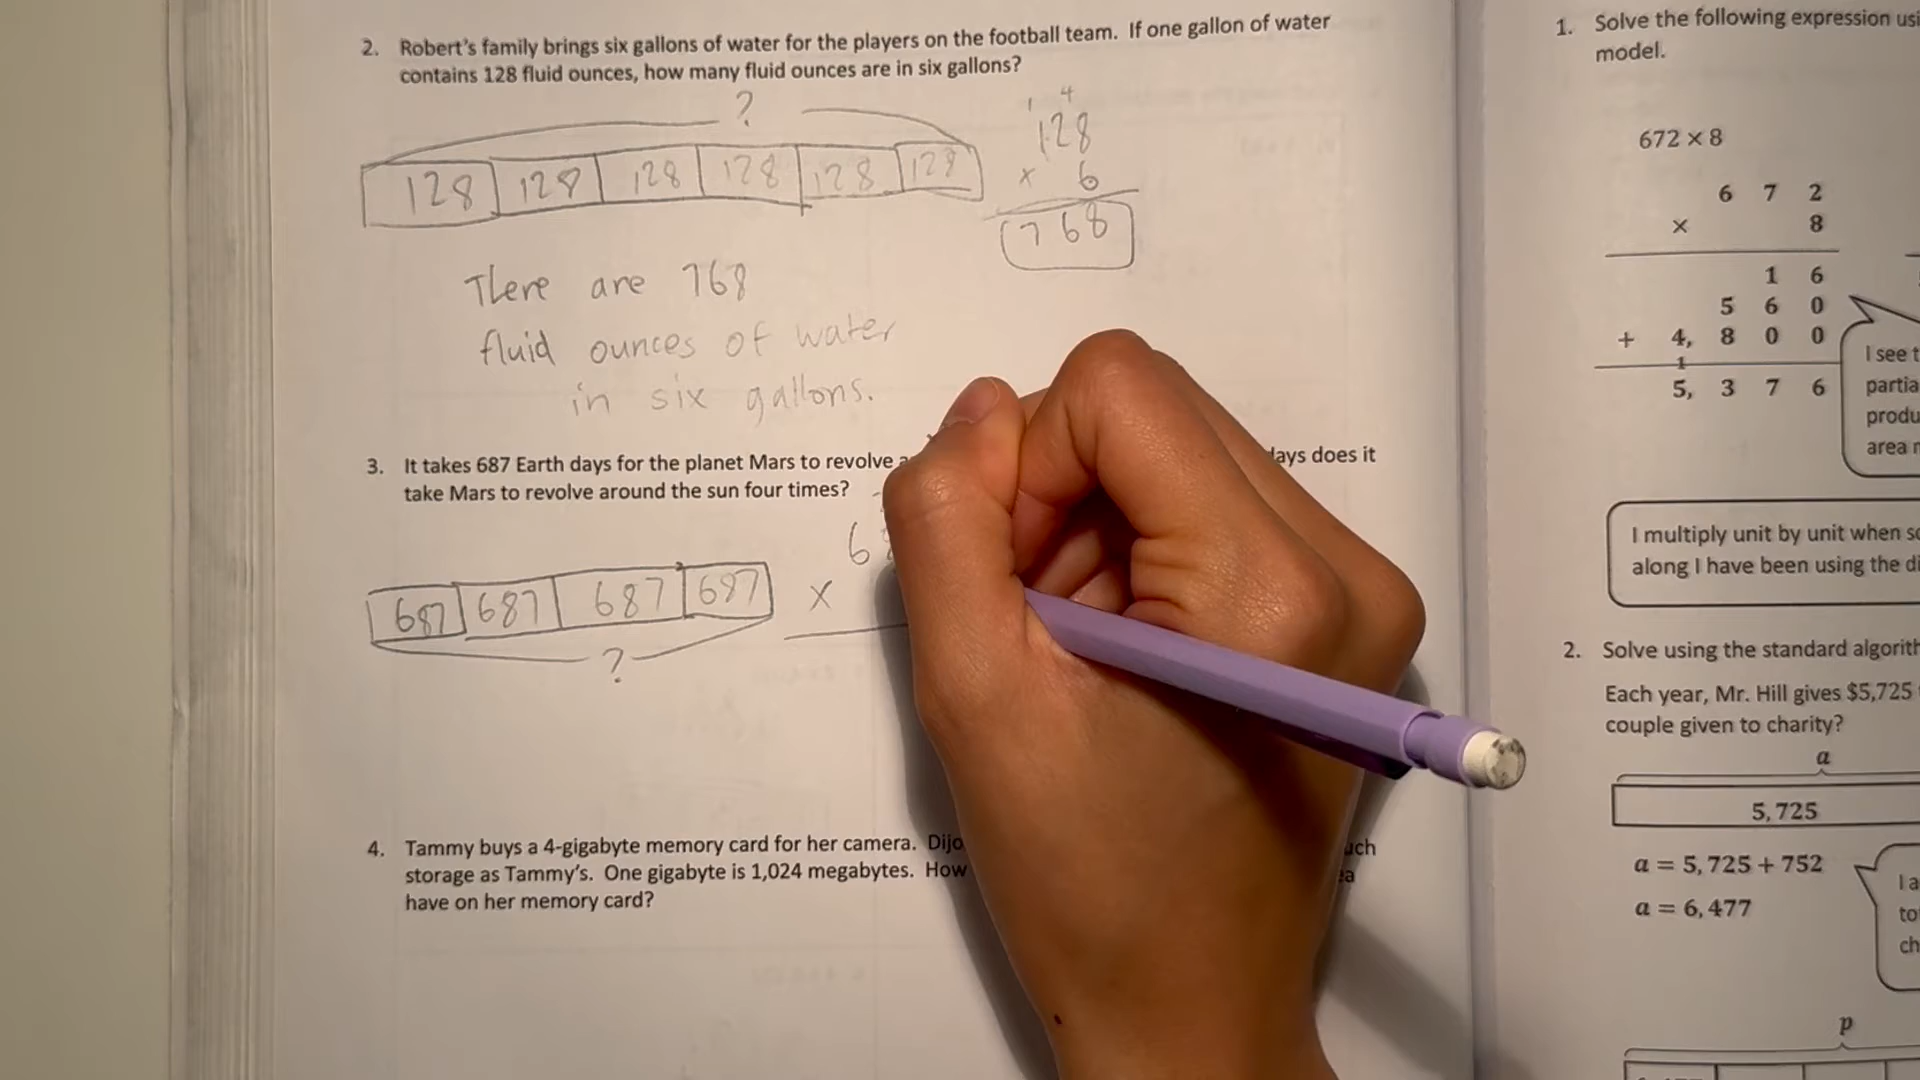 2. Robert's family brings six gallons of water for the players on the football team. If one gallon of water
contains 128 fluid ounces, how many fluid ounces are in six gallons?
?
128 128 128 128 128 128
1 4
128
x 6
768
There are 768
fluid ounces of water
in six gallons.
3. It takes 687 Earth days for the planet Mars to revolve
days does it
take Mars to revolve around the sun four times?
687 687 687 687
?
6
x
4. Tammy buys a 4-gigabyte memory card for her camera.
storage as Tammy's. One gigabyte is 1,024 megabytes. How
have on her memory card?
1. Solve the following expression
model.
672 × 8
6 7 2
× 8
1 6
5 6 0
+ 4, 8 0 0
1
5, 3 7 6
I see
I multiply unit by unit when
along I have been using the
2. Solve using the standard
Each year, Mr. Hill gives $5,725
couple given to charity?
a
5,725
a = 5,725 + 752
a = 6,477
p